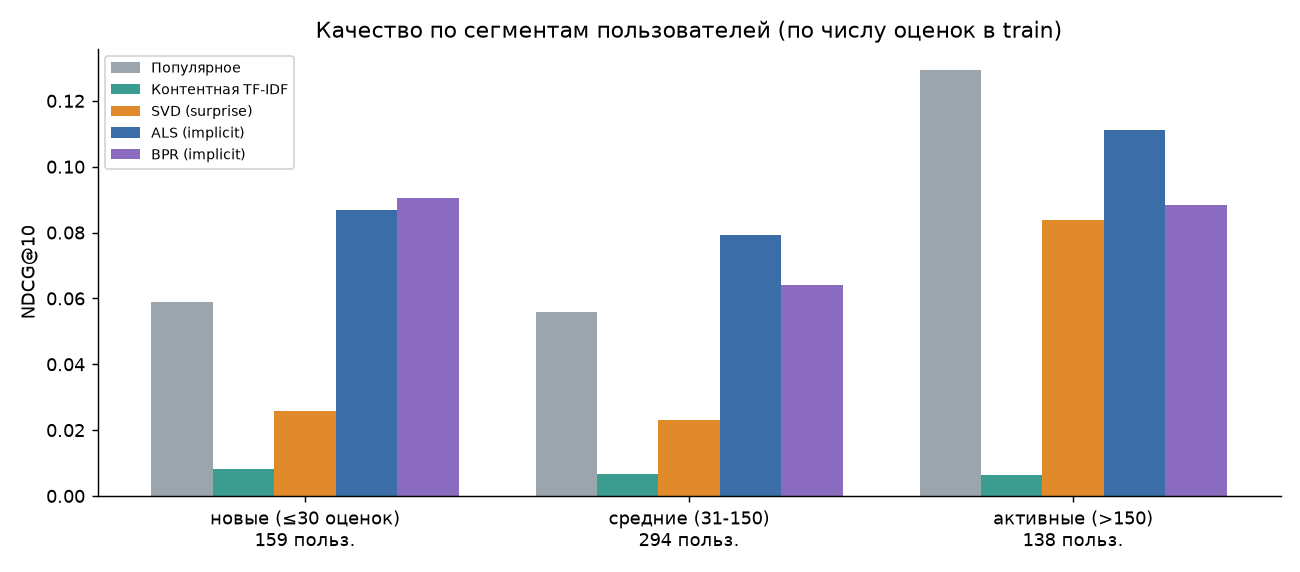 Качество по сегментам пользователей (по числу оценок в train)
Популярное
Контентная TF-IDF
SVD (surprise)
ALS (implicit)
BPR (implicit)
NDCG@10
0.12
0.10
0.08
0.06
0.04
0.02
0.00
новые (≤30 оценок)
159 польз.
средние (31-150)
294 польз.
активные (>150)
138 польз.